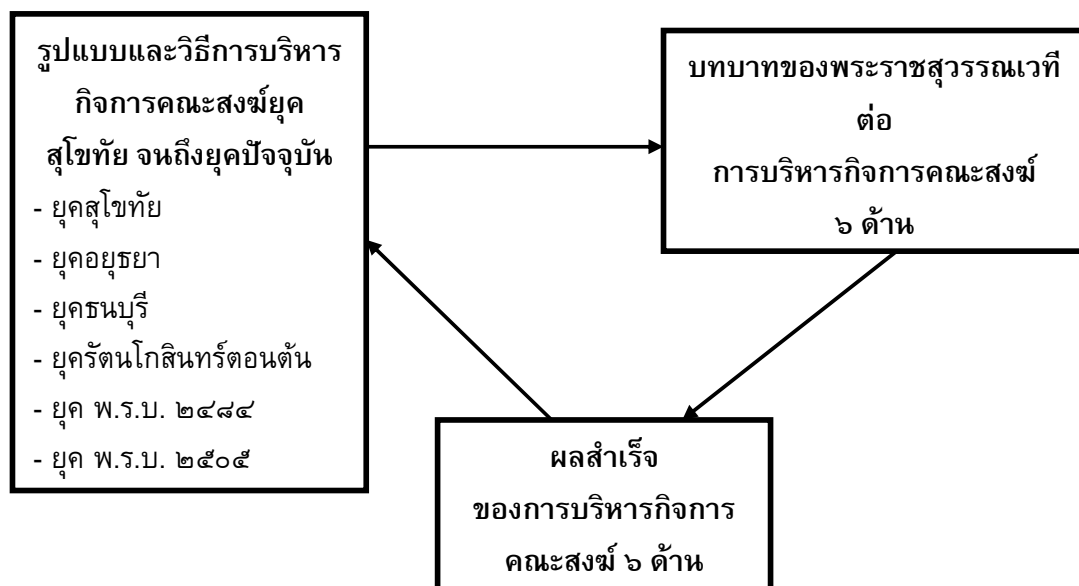 รูปแบบและวิธีการบริหาร
กิจการคณะสงฆ์ยุค
สุโขทัย จนถึงยุคปัจจุบัน
- ยุคสุโขทัย
- ยุคอยุธยา
- ยุคธนบุรี
- ยุครัตนโกสินทร์ตอนต้น
- ยุค พ.ร.บ. ๒๔๘๔
- ยุค พ.ร.บ. ๒๕๐๕
บทบาทของพระราชสุวรรณเวที
ต่อ
การบริหารกิจการคณะสงฆ์
๖ ด้าน
ผลสำเร็จ
ของการบริหารกิจการ
คณะสงฆ์ ๖ ด้าน